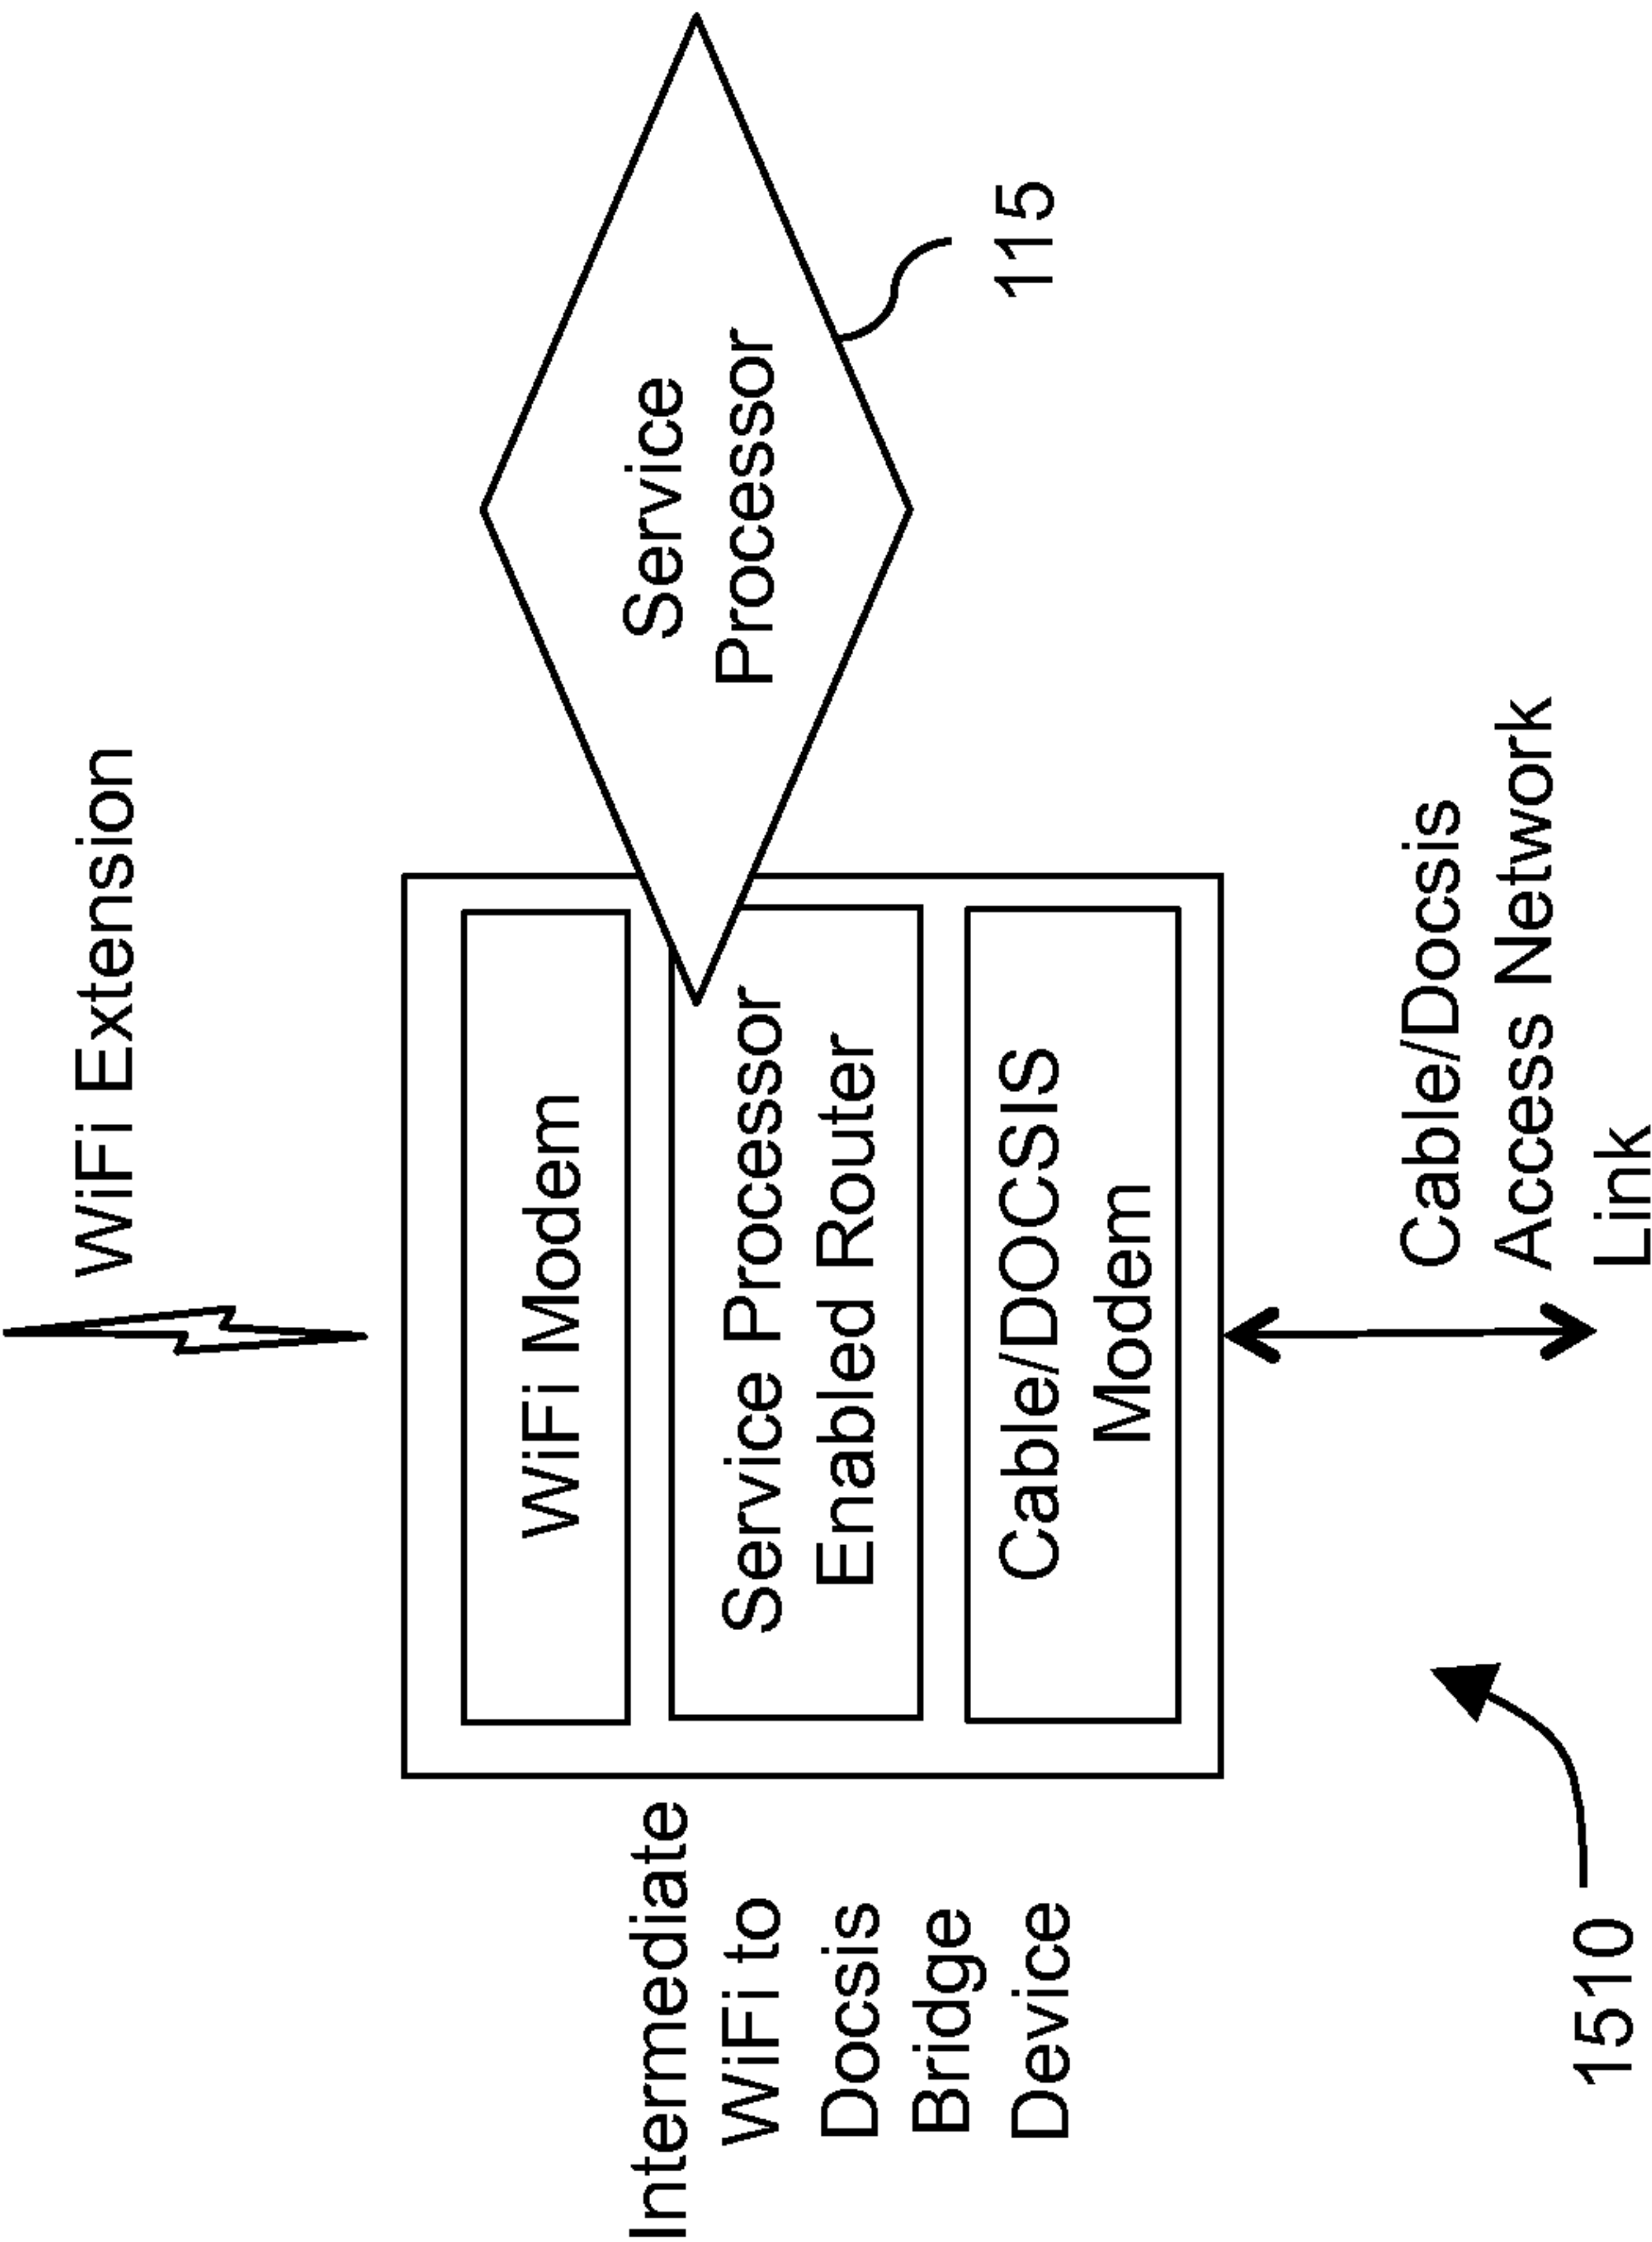 WiFi Extension
Intermediate
WiFi to
Docsis
Bridge
Device
WiFi Modem
Service Processor
Enabled Router
Cable/DOCSIS
Modem
Service
Processor
115
Cable/Docsis
Access Network
Link
1510